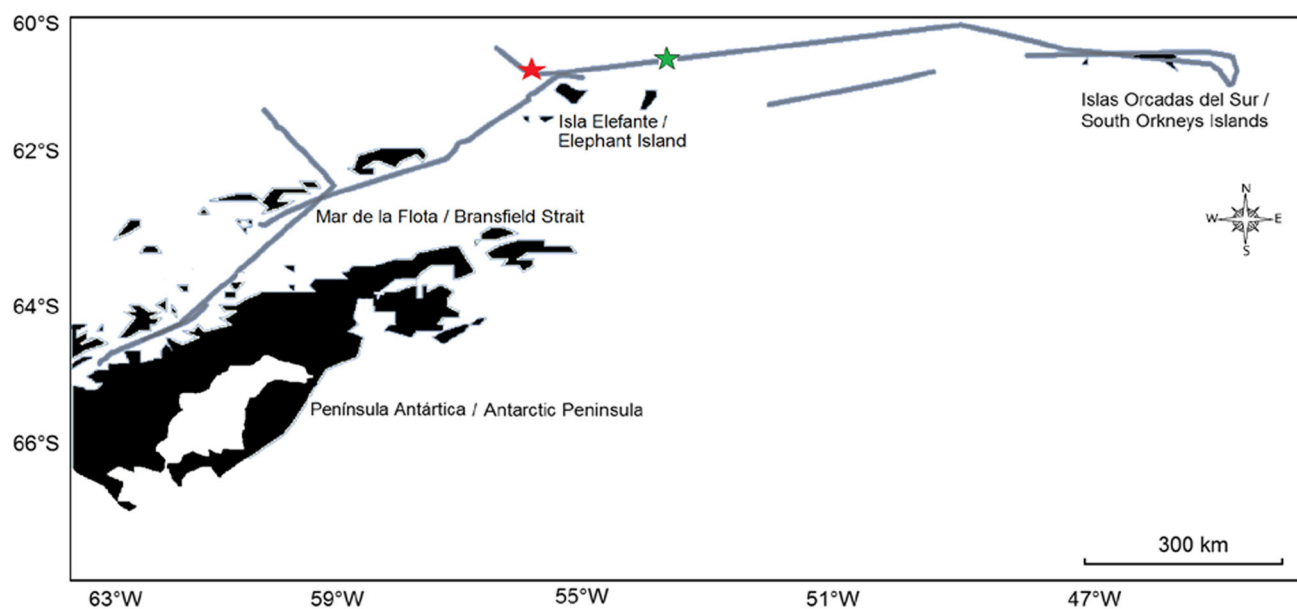 60°S
62°S
64°S
66°S
Isla Elefante /
Elephant Island
Islas Orcadas del Sur /
South Orkneys Islands
Mar de la Flota / Bransfield Strait
N
W
E
S
Península Antártica / Antarctic Peninsula
300 km
63°W
59°W
55°W
51°W
47°W